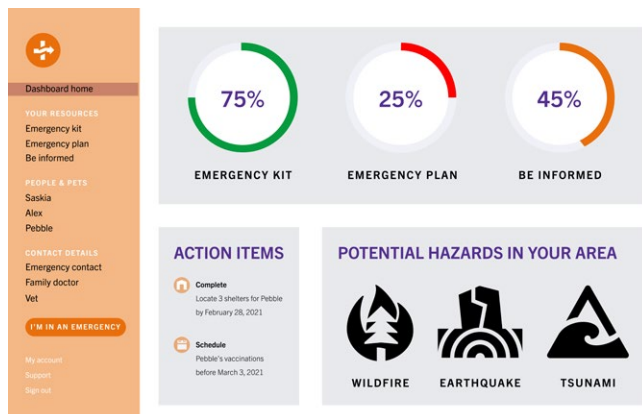 Dashboard home
YOUR RESOURCES
Emergency kit
Emergency plan
Be informed
PEOPLE & PETS
Saskia
Alex
Pebble
CONTACT DETAILS
Emergency contact
Family doctor
Vet
I'M IN AN EMERGENCY
My account
Support
Sign out
75%
EMERGENCY KIT
25%
EMERGENCY PLAN
45%
BE INFORMED
ACTION ITEMS
Complete
Locate 3 shelters for Pebble
by February 28, 2021
Schedule
Pebble's vaccinations
before March 3, 2021
POTENTIAL HAZARDS IN YOUR AREA
WILDFIRE
EARTHQUAKE
TSUNAMI